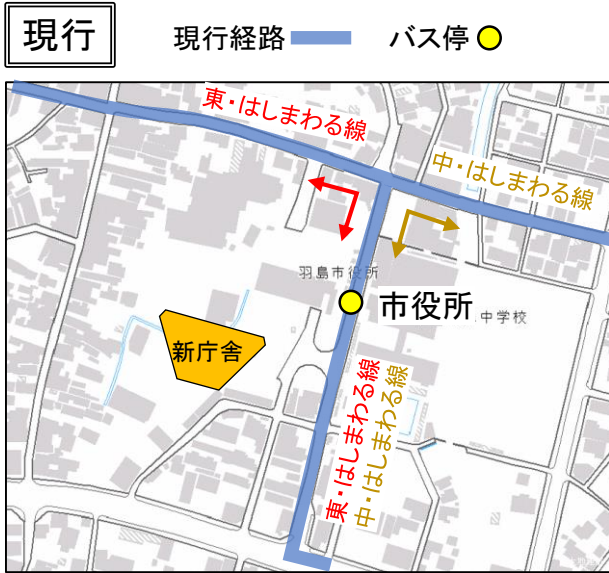 現行
現行経路
バス停
東・はしまわる線
中・はしまわる線
羽島市役所
市役所
中学校
新庁舎
東・はしまわる線
中・はしまわる線